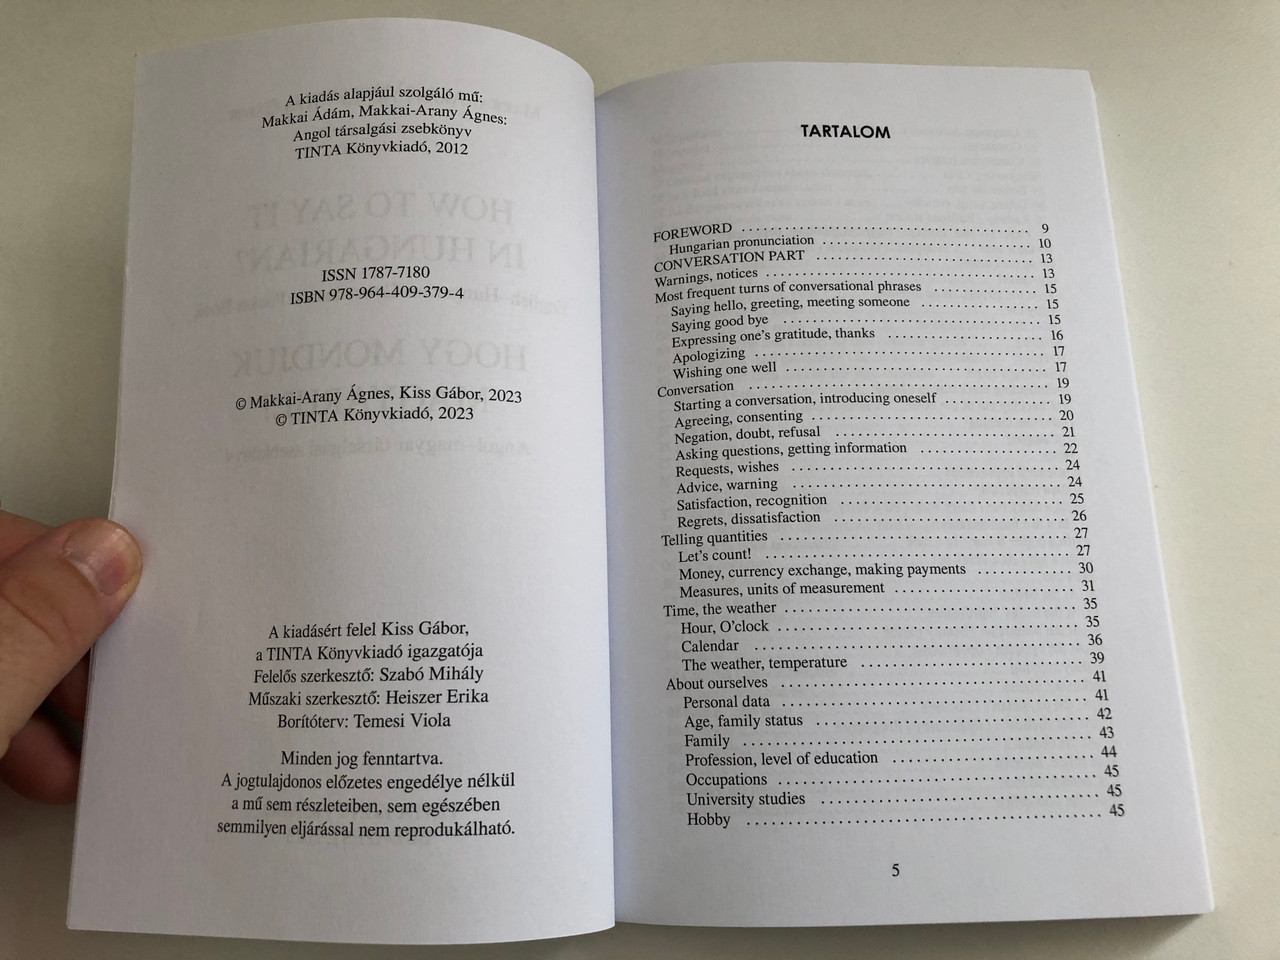 A kiadás alapjául szolgáló mű:
Makkai Ádám, Makkai-Arany Ágnes:
Angol társalgási zsebkönyv
TINTA Könyvkiadó, 2012
ISSN 1787-7180
ISBN 978-964-409-379-4
© Makkai-Arany Ágnes, Kiss Gábor, 2023
© TINTA Könyvkiadó, 2023
A kiadásért felel Kiss Gábor,
a TINTA Könyvkiadó igazgatója
Felelős szerkesztő: Szabó Mihály
Műszaki szerkesztő: Heiszer Erika
Borítóterv: Temesi Viola
Minden jog fenntartva.
A jogtulajdonos előzetes engedélye nélkül
a mű sem részleteiben, sem egészében
semmilyen eljárással nem reprodukálható.
TARTALOM
FOREWORD 9
Hungarian pronunciation 10
CONVERSATION PART 13
Warnings, notices 13
Most frequent turns of conversational phrases 15
Saying hello, greeting, meeting someone 15
Saying good bye 15
Expressing one's gratitude, thanks 16
Apologizing 17
Wishing one well 17
Conversation 19
Starting a conversation, introducing oneself 19
Agreeing, consenting 20
Negation, doubt, refusal 21
Asking questions, getting information 22
Requests, wishes 24
Advice, warning 24
Satisfaction, recognition 25
Regrets, dissatisfaction 26
Telling quantities 27
Let's count! 27
Money, currency exchange, making payments 30
Measures, units of measurement 31
Time, the weather 35
Hour, O'clock 35
Calendar 36
The weather, temperature 39
About ourselves 41
Personal data 41
Age, family status 42
Family 43
Profession, level of education 44
Occupations 45
University studies 45
Hobby 45
5